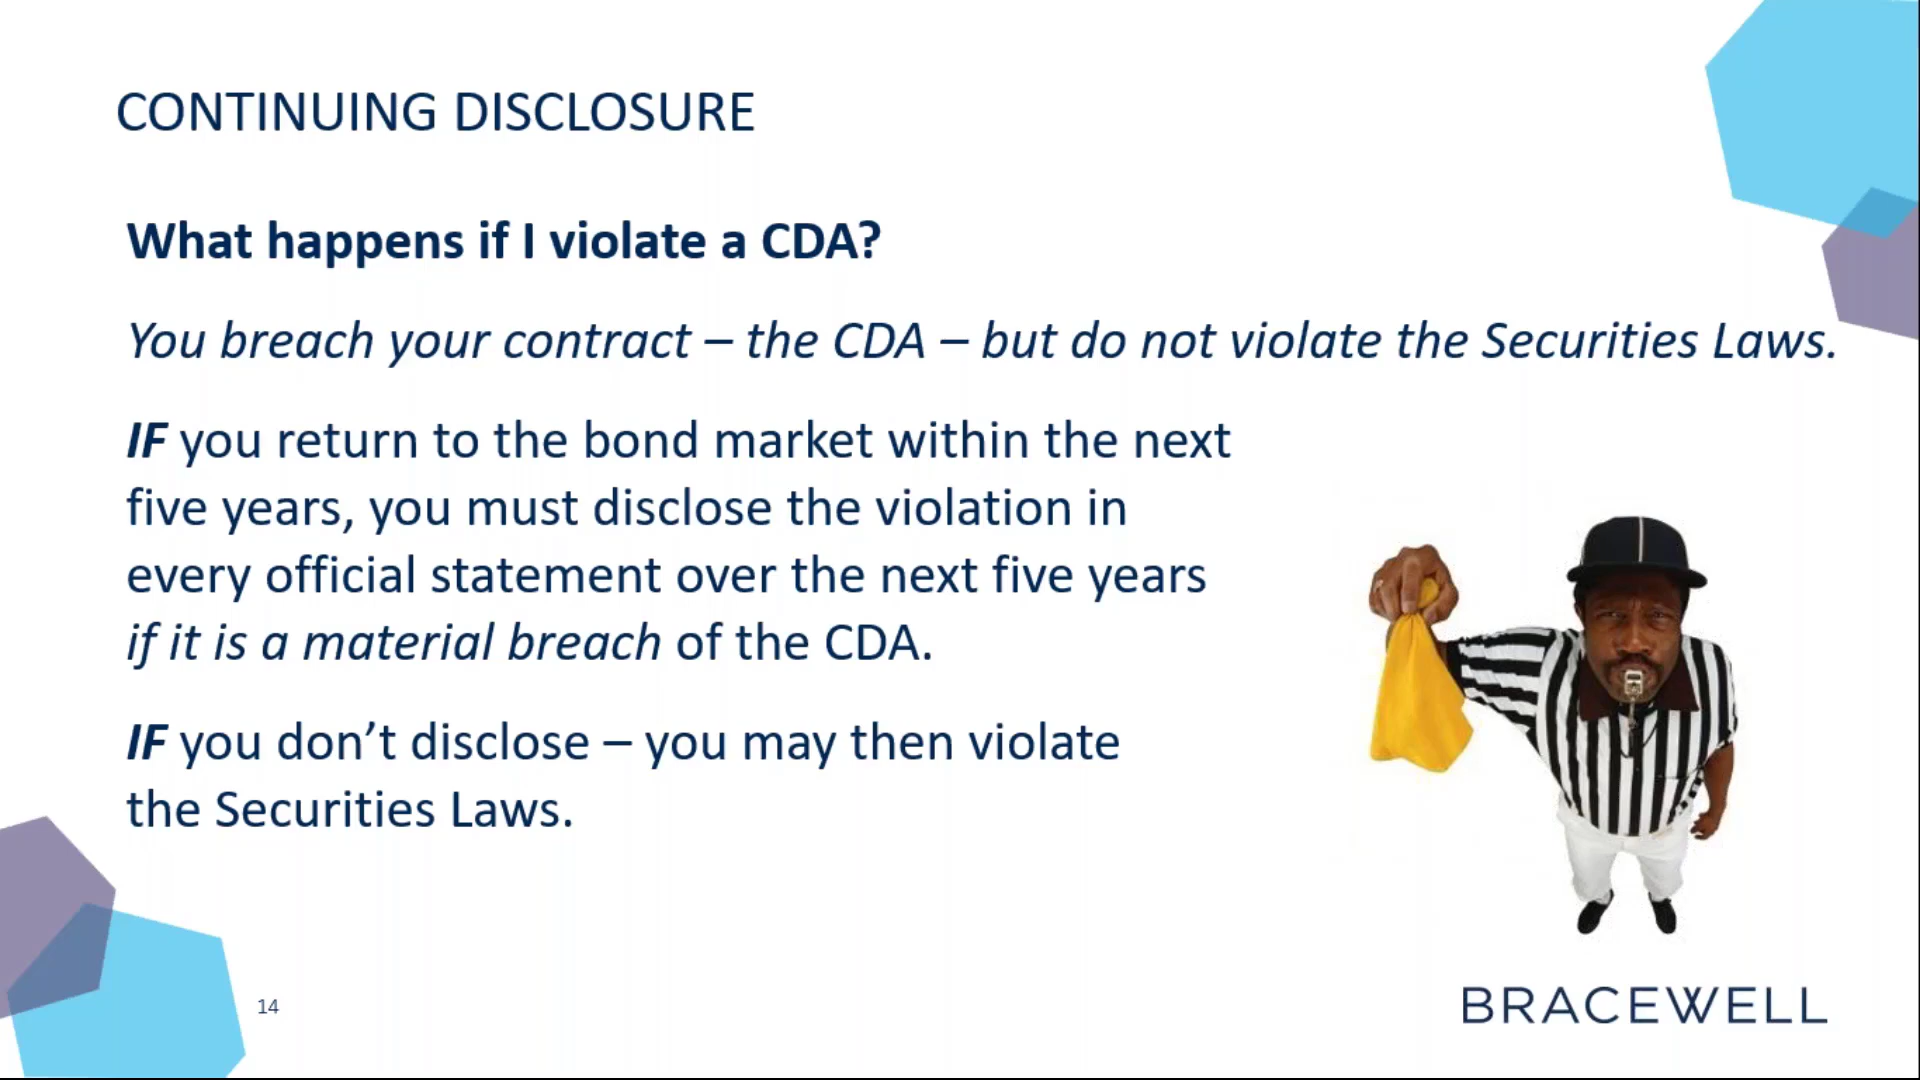 CONTINUING DISCLOSURE
What happens if I violate a CDA?
You breach your contract – the CDA – but do not violate the Securities Laws.
IF you return to the bond market within the next
five years, you must disclose the violation in
every official statement over the next five years
if it is a material breach of the CDA.
IF you don’t disclose – you may then violate
the Securities Laws.
14
BRACEWELL